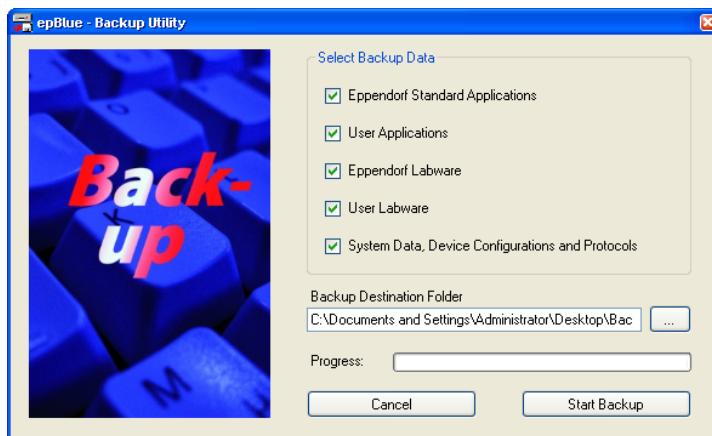 epBlue - Backup Utility
Back-
up
M
Select Backup Data
Eppendorf Standard Applications
User Applications
Eppendorf Labware
User Labware
System Data, Device Configurations and Protocols
Backup Destination Folder
C:\Documents and Settings\Administrator\Desktop\Bac
...
Progress:
Cancel
Start Backup